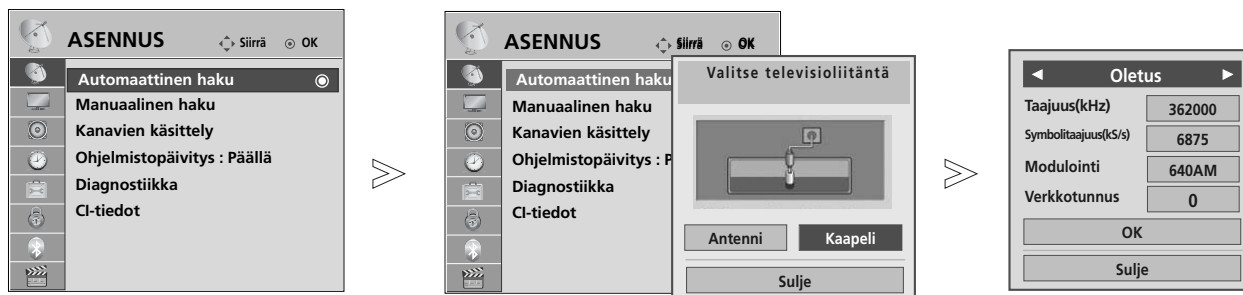 ASENNUS Siirrä OK
Automaattinen haku
Manuaalinen haku
Kanavien käsittely
Ohjelmistopäivitys : Päällä
Diagnostiikka
CI-tiedot
ASENNUS Siirrä OK
Automaattinen haku
Manuaalinen haku
Kanavien käsittely
Ohjelmistopäivitys : P
Diagnostiikka
CI-tiedot
Valitse televisioliitäntä
Antenni Kaapeli
Sulje
Oletus
Taajuus(kHz) 362000
Symbolitaajuus(kS/s) 6875
Modulointi 640AM
Verkkotunnus 0
OK
Sulje